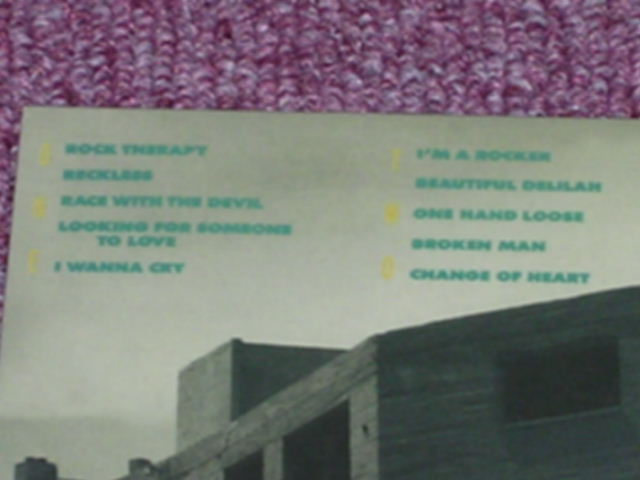 ROCK THERAPY
RECKLESS
RACE WITH THE DEVIL
LOOKING FOR SOMEONE
TO LOVE
I WANNA CRY
I'M A ROCKER
BEAUTIFUL DELILAH
ONE HAND LOOSE
BROKEN MAN
CHANGE OF HEART